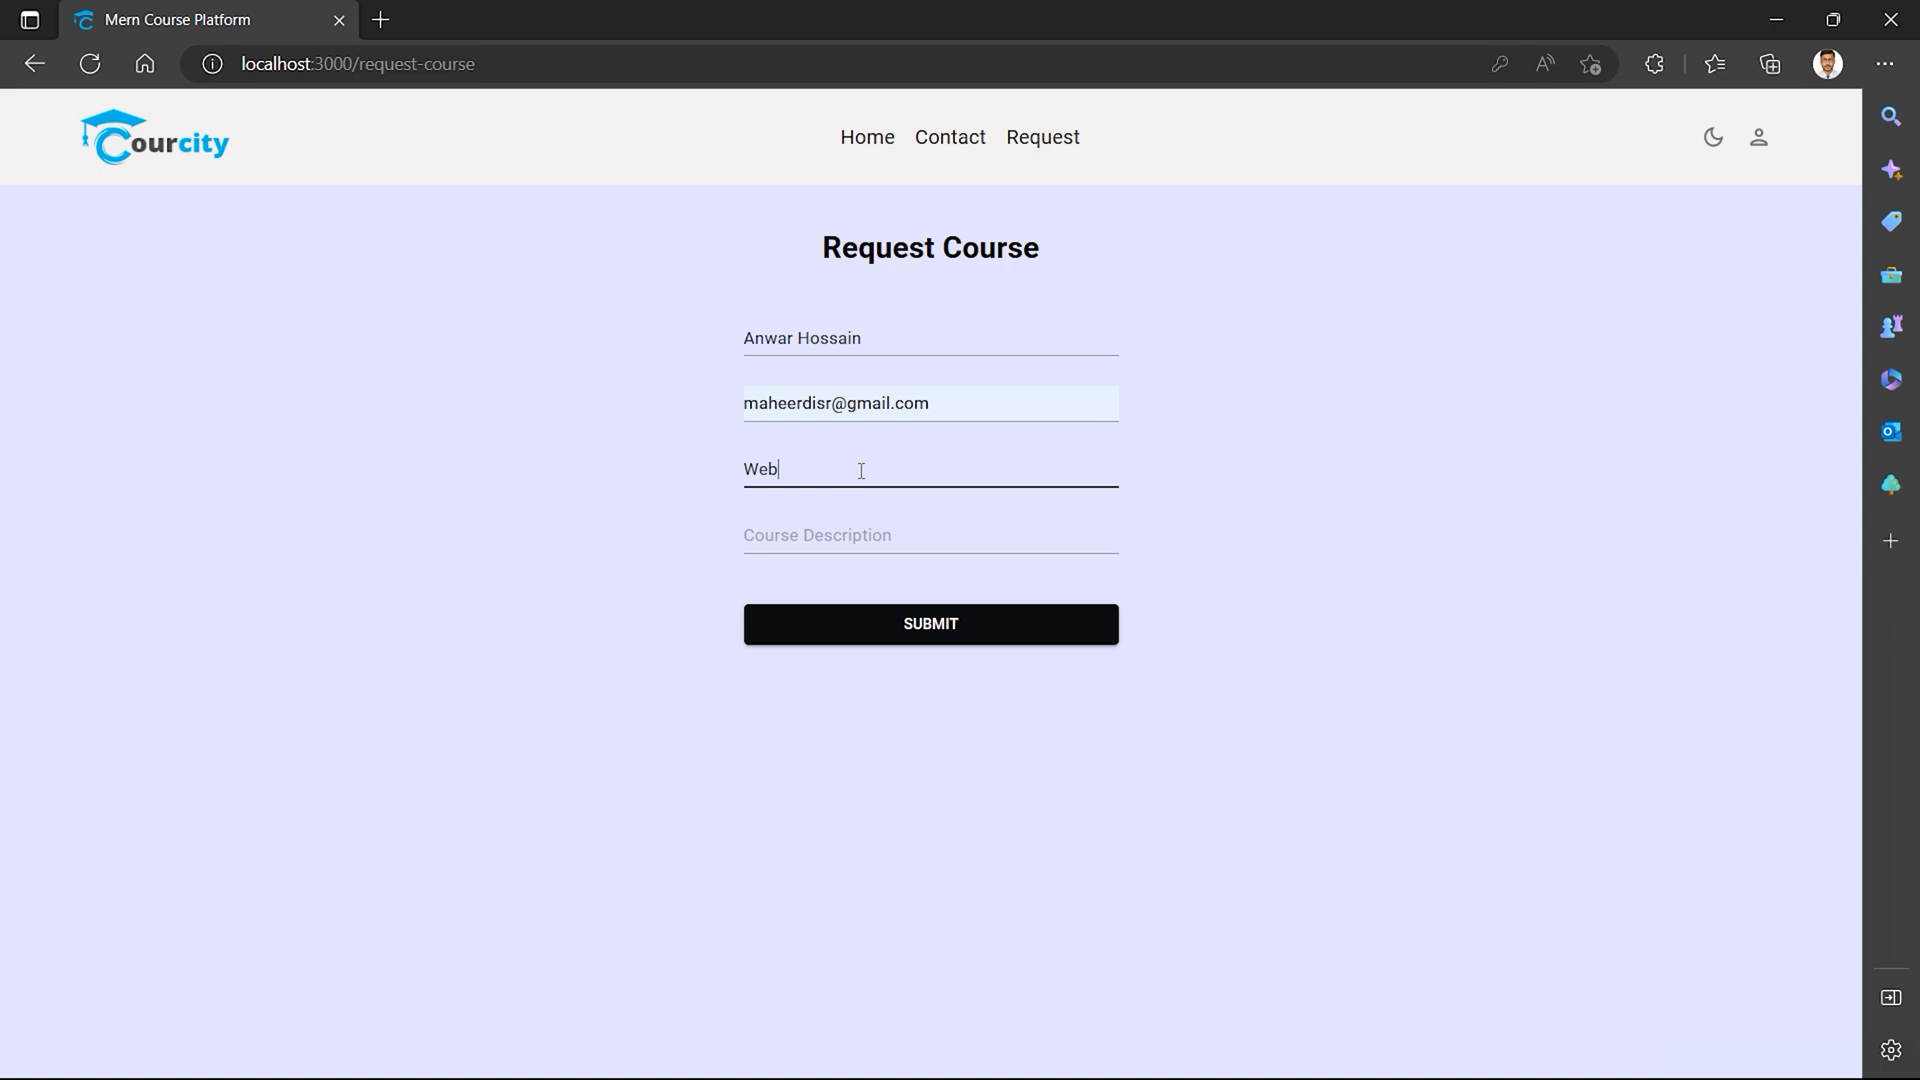 Mern Course Platform
localhost:3000/request-course
Courcity
Home Contact Request
Request Course
Anwar Hossain
maheerdisr@gmail.com
Web
Course Description
SUBMIT